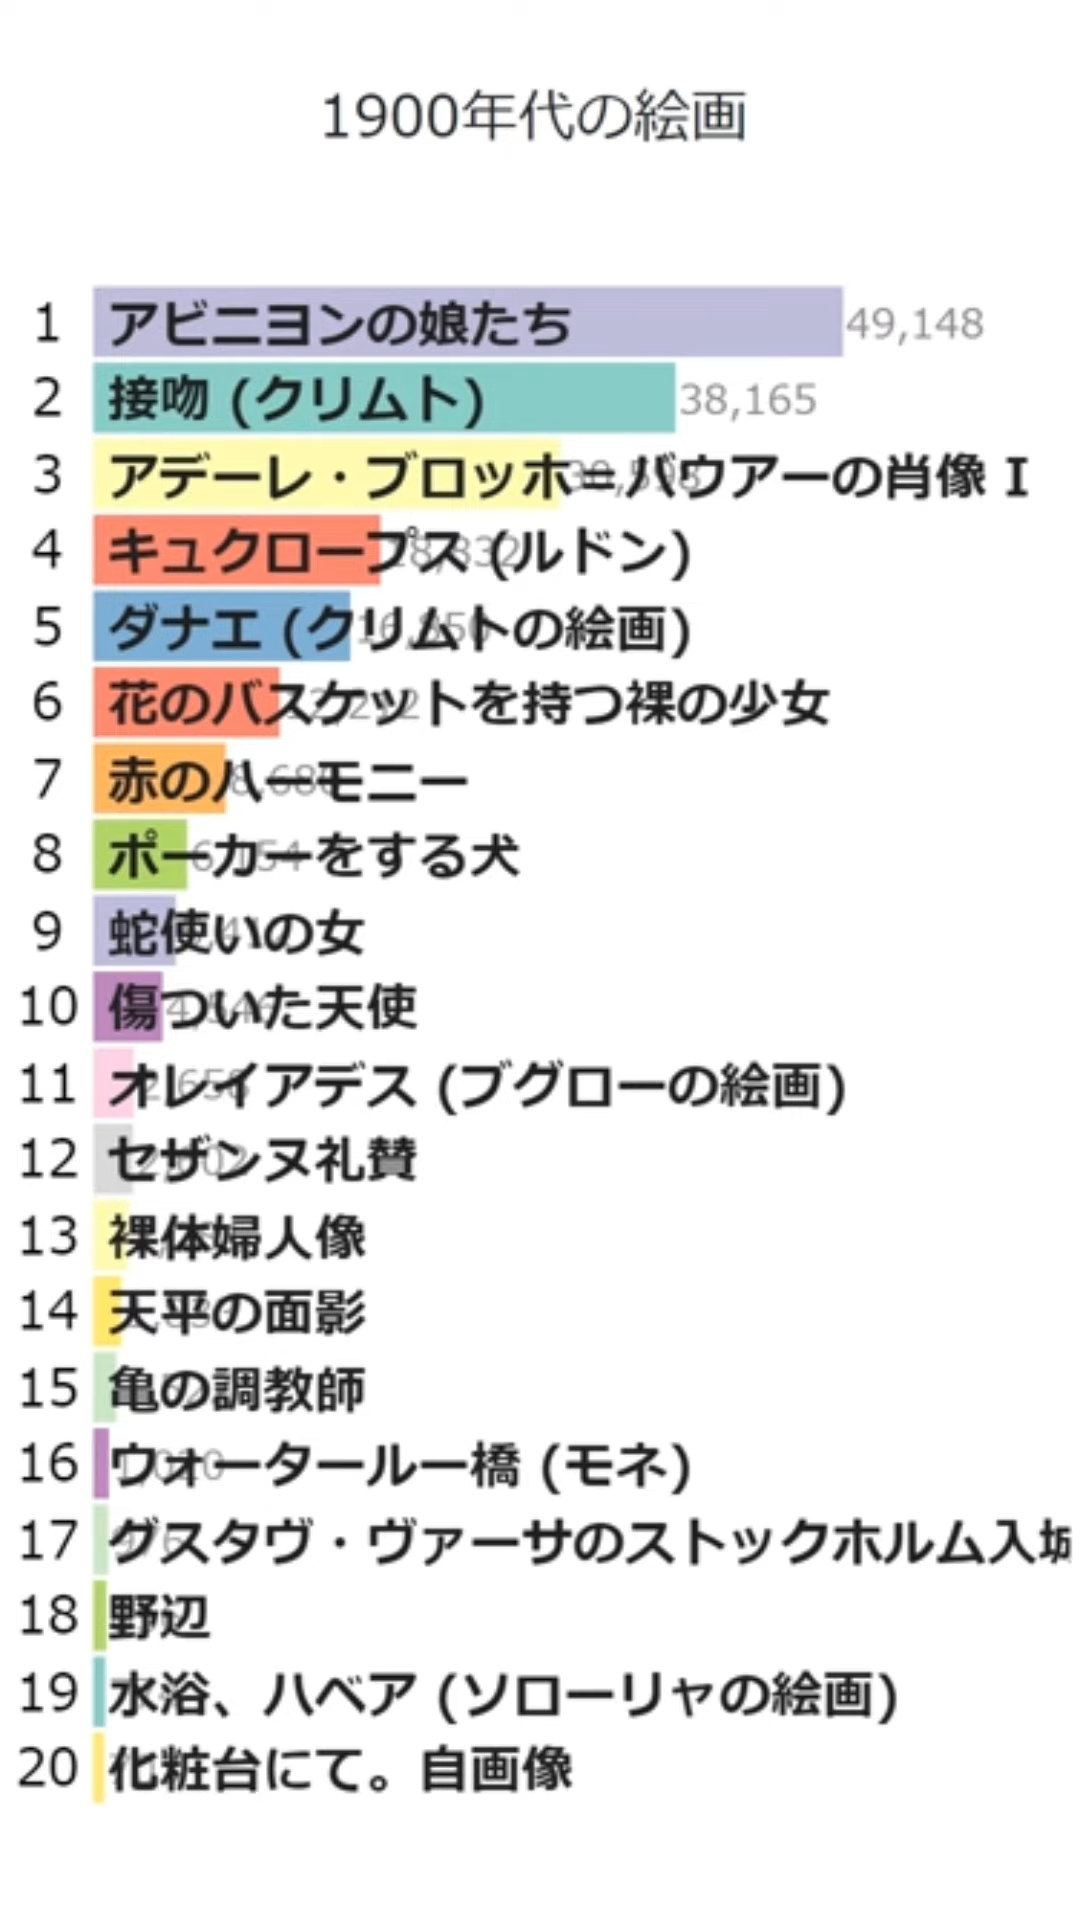 1900年代の絵画
1 アビニヨンの娘たち 49,148
2 接吻 (クリムト) 38,165
3 アデーレ・ブロッホ=バウアーの肖像 I
4 キュクロープス (ルドン)
5 ダナエ (クリムトの絵画)
6 花のバスケットを持つ裸の少女
7 赤のハーモニー
8 ポーカーをする犬
9 蛇使いの女
10 傷ついた天使
11 オレイアデス (ブグローの絵画)
12 セザンヌ礼賛
13 裸体婦人像
14 天平の面影
15 亀の調教師
16 ウォータールー橋 (モネ)
17 グスタヴ・ヴァーサのストックホルム入
18 野辺
19 水浴、ハベア (ソローリャの絵画)
20 化粧台にて。自画像